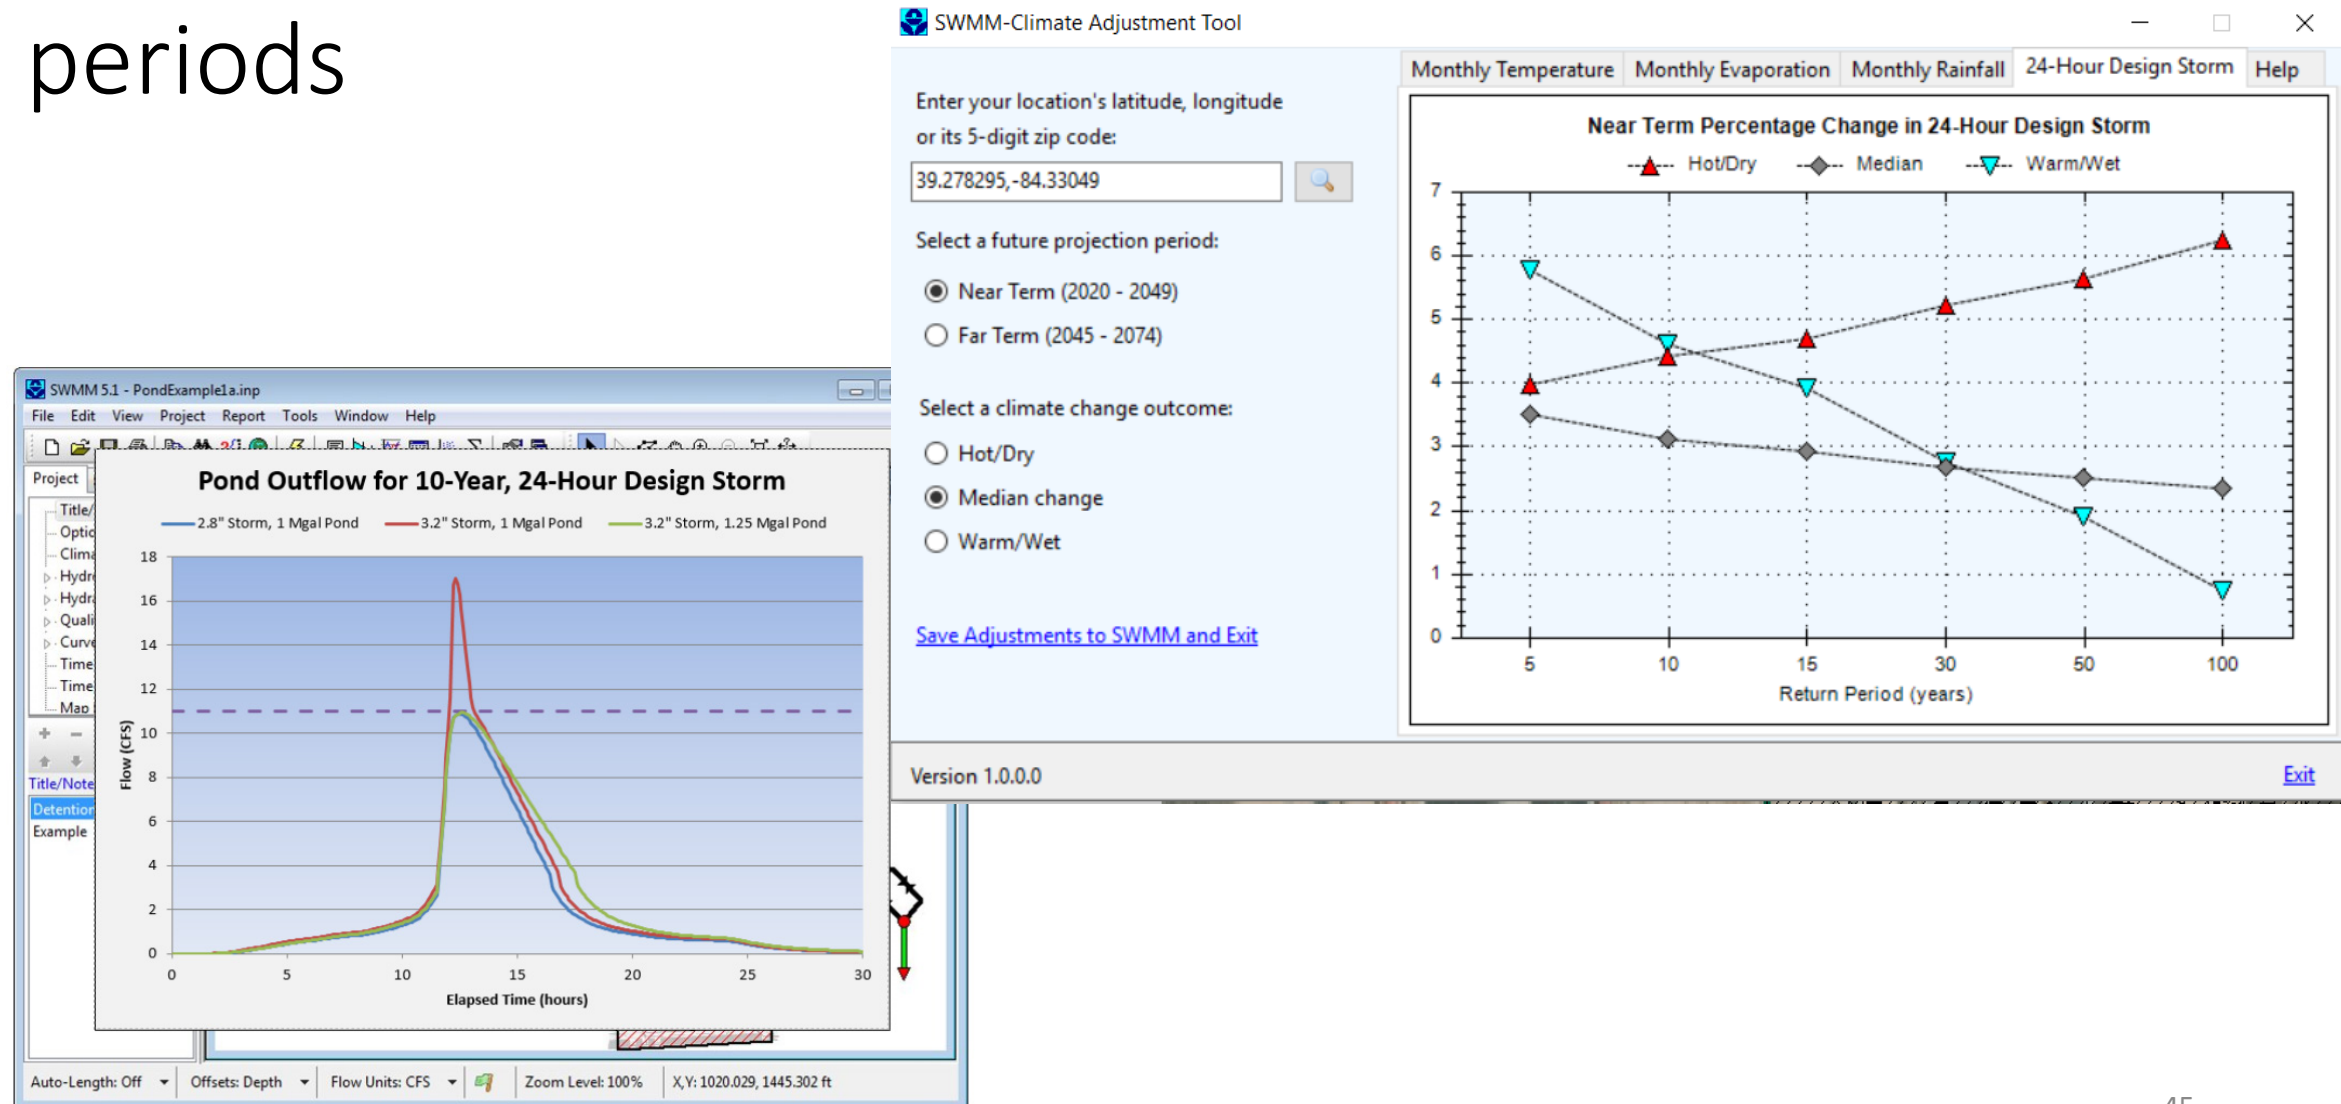 periods
SWMM-Climate Adjustment Tool
Enter your location's latitude, longitude
or its 5-digit zip code:
39.278295,-84.33049
Select a future projection period:
Near Term (2020 - 2049)
Far Term (2045 - 2074)
Select a climate change outcome:
Hot/Dry
Median change
Warm/Wet
Save Adjustments to SWMM and Exit
Monthly Temperature Monthly Evaporation Monthly Rainfall 24-Hour Design Storm Help
Near Term Percentage Change in 24-Hour Design Storm
Hot/Dry Median Warm/Wet
7
6
5
4
3
2
1
0
5 10 15 30 50 100
Return Period (years)
Version 1.0.0.0
Exit
SWMM 5.1 - PondExample1a.inp
File Edit View Project Report Tools Window Help
Project
Title/
Optic
Clima
Hydr
Hydr
Quali
Curve
Time
Time
Map
Title/Note
Detention
Example
Pond Outflow for 10-Year, 24-Hour Design Storm
2.8" Storm, 1 Mgal Pond 3.2" Storm, 1 Mgal Pond 3.2" Storm, 1.25 Mgal Pond
Flow (CFS)
18
16
14
12
10
8
6
4
2
0
0 5 10 15 20 25 30
Elapsed Time (hours)
Auto-Length: Off Offsets: Depth Flow Units: CFS Zoom Level: 100% X,Y: 1020.029, 1445.302 ft